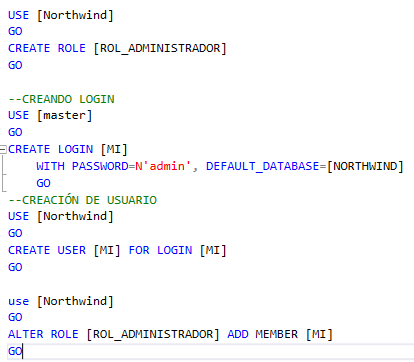 USE [Northwind]
GO
CREATE ROLE [ROL_ADMINISTRADOR]
GO
--CREANDO LOGIN
USE [master]
GO
CREATE LOGIN [MI]
WITH PASSWORD=N'admin', DEFAULT_DATABASE=[NORTHWIND]
GO
--CREACIÓN DE USUARIO
USE [Northwind]
GO
CREATE USER [MI] FOR LOGIN [MI]
GO
use [Northwind]
GO
ALTER ROLE [ROL_ADMINISTRADOR] ADD MEMBER [MI]
GO